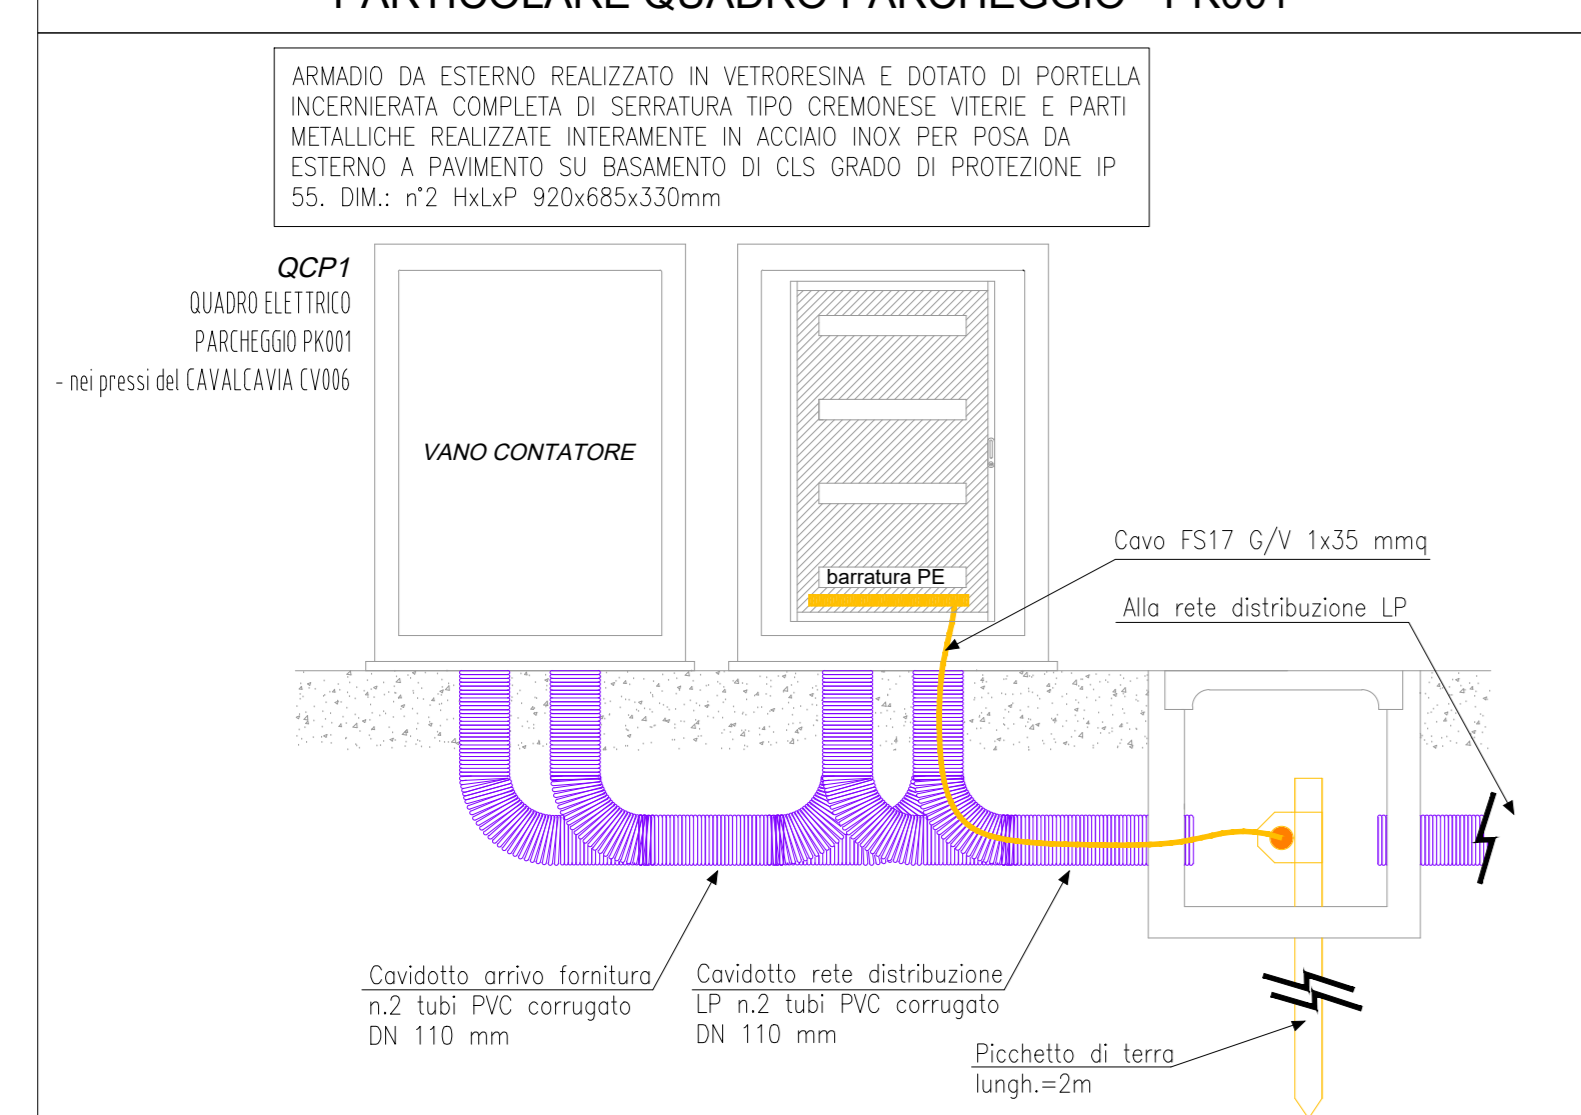 PARTICOLARE QUADRO PARCHEGGIO - PK001
ARMADIO DA ESTERNO REALIZZATO IN VETRORESINA E DOTATO DI PORTELLA
INCERNIERATA COMPLETA DI SERRATURA TIPO CREMONESE VITERIE E PARTI
METALLICHE REALIZZATE INTERAMENTE IN ACCIAIO INOX PER POSA DA
ESTERNO A PAVIMENTO SU BASAMENTO DI CLS GRADO DI PROTEZIONE IP
55. DIM.: n°2 HxLxP 920x685x330mm
QCP1
QUADRO ELETTRICO
PARCHEGGIO PK001
- nei pressi del CAVALCAVIA CV006
VANO CONTATORE
barratura PE
Cavo FS17 G/V 1x35 mmq
Alla rete distribuzione LP
Cavidotto arrivo fornitura
n.2 tubi PVC corrugato
DN 110 mm
Cavidotto rete distribuzione
LP n.2 tubi PVC corrugato
DN 110 mm
Picchetto di terra
lungh.=2m